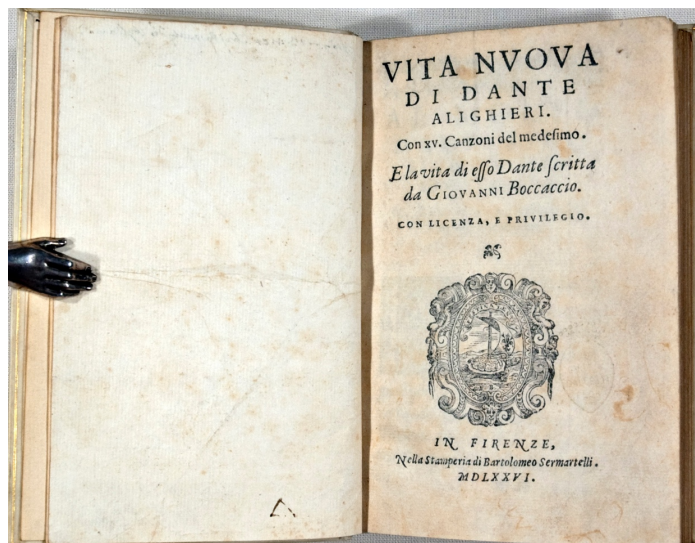 VITA NVOVA
DI DANTE
ALIGHIERI.
Con xv. Canzoni del medeſimo.
E la vita di eſſo Dante ſcritta
da GIOVANNI Boccaccio.
CON LICENZA, E PRIVILEGIO.
IN FIRENZE,
Nella Stamperia di Bartolomeo Sermartelli.
MDLXXVI.